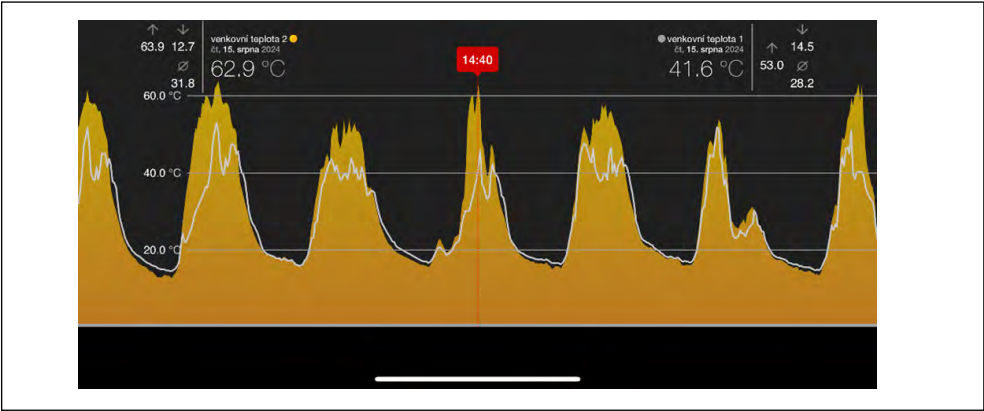 ↑ ↓
63.9 12.7
⌀
31.8
venkovní teplota 2
čt, 15. srpna 2024
62.9 °C
14:40
venkovní teplota 1
čt, 15. srpna 2024
41.6 °C
↑ ↓
53.0 14.5
⌀
28.2
60.0 °C
40.0 °C
20.0 °C